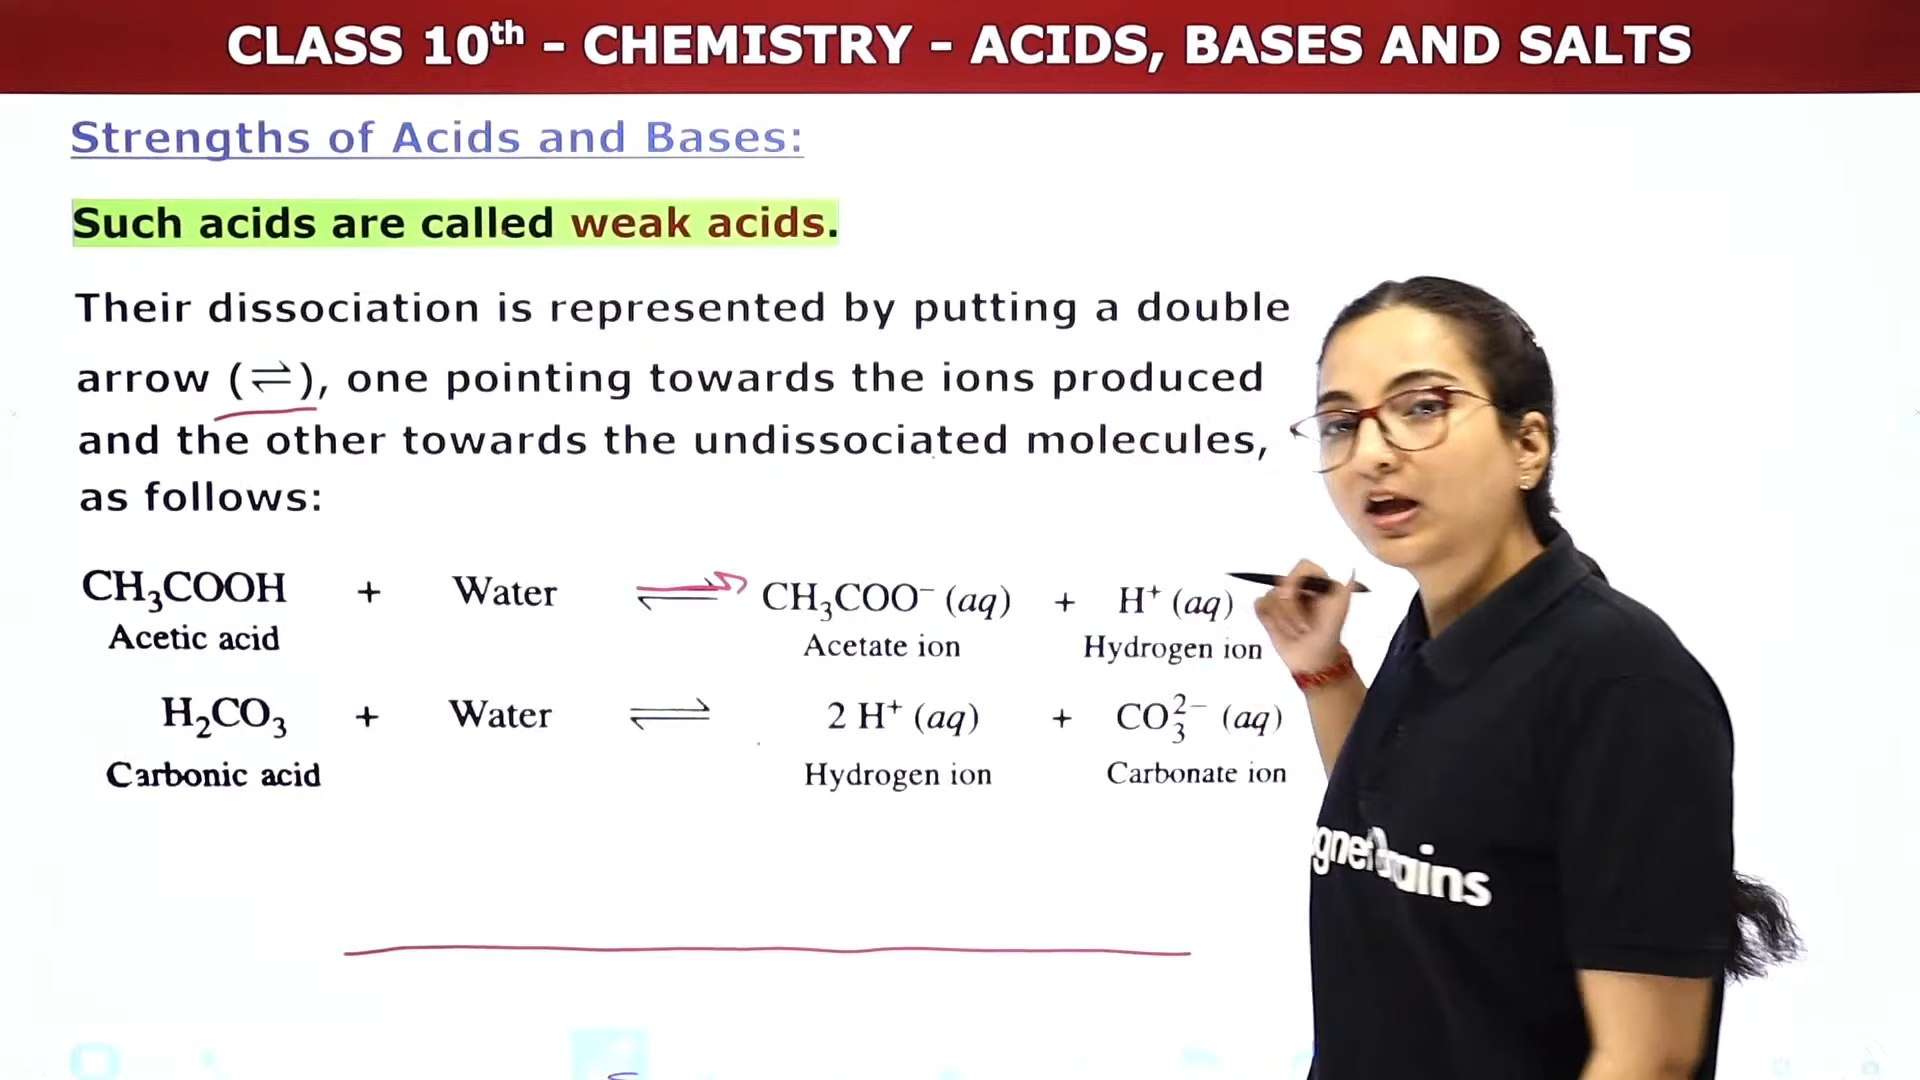 CLASS 10th - CHEMISTRY - ACIDS, BASES AND SALTS
Strengths of Acids and Bases:
Such acids are called weak acids.
Their dissociation is represented by putting a double
arrow (⇌), one pointing towards the ions produced
and the other towards the undissociated molecules,
as follows:
CH₃COOH + Water ⇌ CH₃COO⁻ (aq) + H⁺ (aq)
Acetic acid Acetate ion Hydrogen ion
H₂CO₃ + Water ⇌ 2 H⁺ (aq) + CO₃²⁻ (aq)
Carbonic acid Hydrogen ion Carbonate ion